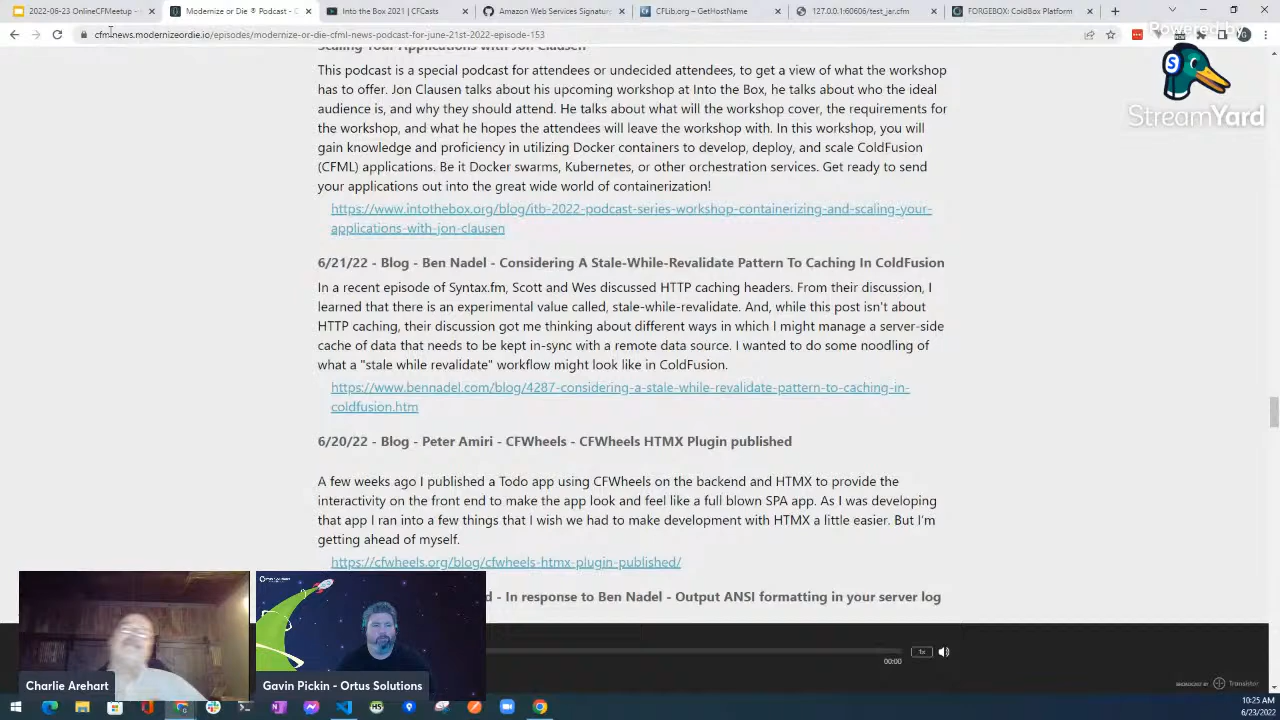 2022-06-23 - OnlineCFMeetup -
Modernize or Die ® Podcast - C
Into the Box 2021 | CFCasts
Amazon Web Services Signature
CFLib.org – GetHostName
127.0.0.1:60606/test_jar.cfm
FORGEBOX: ColdBox Platform
cfml-news.modernizeordie.io/episodes/modernize-or-die-cfml-news-podcast-for-june-21st-2022-episode-153
Powered by
StreamYard
Scaling Your Applications with Jon Clausen
This podcast is a special podcast for attendees or undecided attendees to get a view of what the workshop
has to offer. Jon Clausen talks about his upcoming workshop at Into the Box, he talks about who the ideal
audience is, and why they should attend. He talks about what will the workshop cover, the requirements for
the workshop, and what he hopes the attendees will leave the workshop with. In this workshop, you will
gain knowledge and proficiency in utilizing Docker containers to develop, deploy, and scale ColdFusion
(CFML) applications. Be it Docker swarms, Kubernetes, or other orchestration services. Get ready to send
your applications out into the great wide world of containerization!
https://www.intothebox.org/blog/itb-2022-podcast-series-workshop-containerizing-and-scaling-your-
applications-with-jon-clausen
6/21/22 - Blog - Ben Nadel - Considering A Stale-While-Revalidate Pattern To Caching In ColdFusion
In a recent episode of Syntax.fm, Scott and Wes discussed HTTP caching headers. From their discussion, I
learned that there is an experimental value called, stale-while-revalidate. And, while this post isn't about
HTTP caching, their discussion got me thinking about different ways in which I might manage a server-side
cache of data that needs to be kept in-sync with a remote data source. I wanted to do some noodling of
what a "stale while revalidate" workflow might look like in ColdFusion.
https://www.bennadel.com/blog/4287-considering-a-stale-while-revalidate-pattern-to-caching-in-
coldfusion.htm
6/20/22 - Blog - Peter Amiri - CFWheels - CFWheels HTMX Plugin published
A few weeks ago I published a Todo app using CFWheels on the backend and HTMX to provide the
interactivity on the front end to make the app look and feel like a full blown SPA app. As I was developing
that app I ran into a few things that I wish we had to make development with HTMX a little easier. But I'm
getting ahead of myself.
https://cfwheels.org/blog/cfwheels-htmx-plugin-published/
d - In response to Ben Nadel - Output ANSI formatting in your server log
1x
00:00
BROADCAST BY Transistor
Charlie Arehart
Gavin Pickin - Ortus Solutions
10:25 AM
6/23/2022